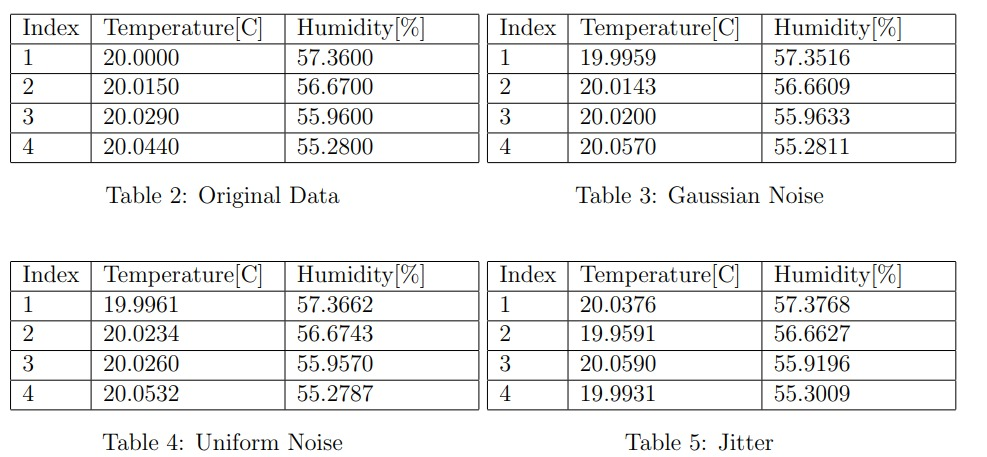 Index Temperature[C] Humidity[%]
1 20.0000 57.3600
2 20.0150 56.6700
3 20.0290 55.9600
4 20.0440 55.2800
Table 2: Original Data
Index Temperature[C] Humidity[%]
1 19.9959 57.3516
2 20.0143 56.6609
3 20.0200 55.9633
4 20.0570 55.2811
Table 3: Gaussian Noise
Index Temperature[C] Humidity[%]
1 19.9961 57.3662
2 20.0234 56.6743
3 20.0260 55.9570
4 20.0532 55.2787
Table 4: Uniform Noise
Index Temperature[C] Humidity[%]
1 20.0376 57.3768
2 19.9591 56.6627
3 20.0590 55.9196
4 19.9931 55.3009
Table 5: Jitter